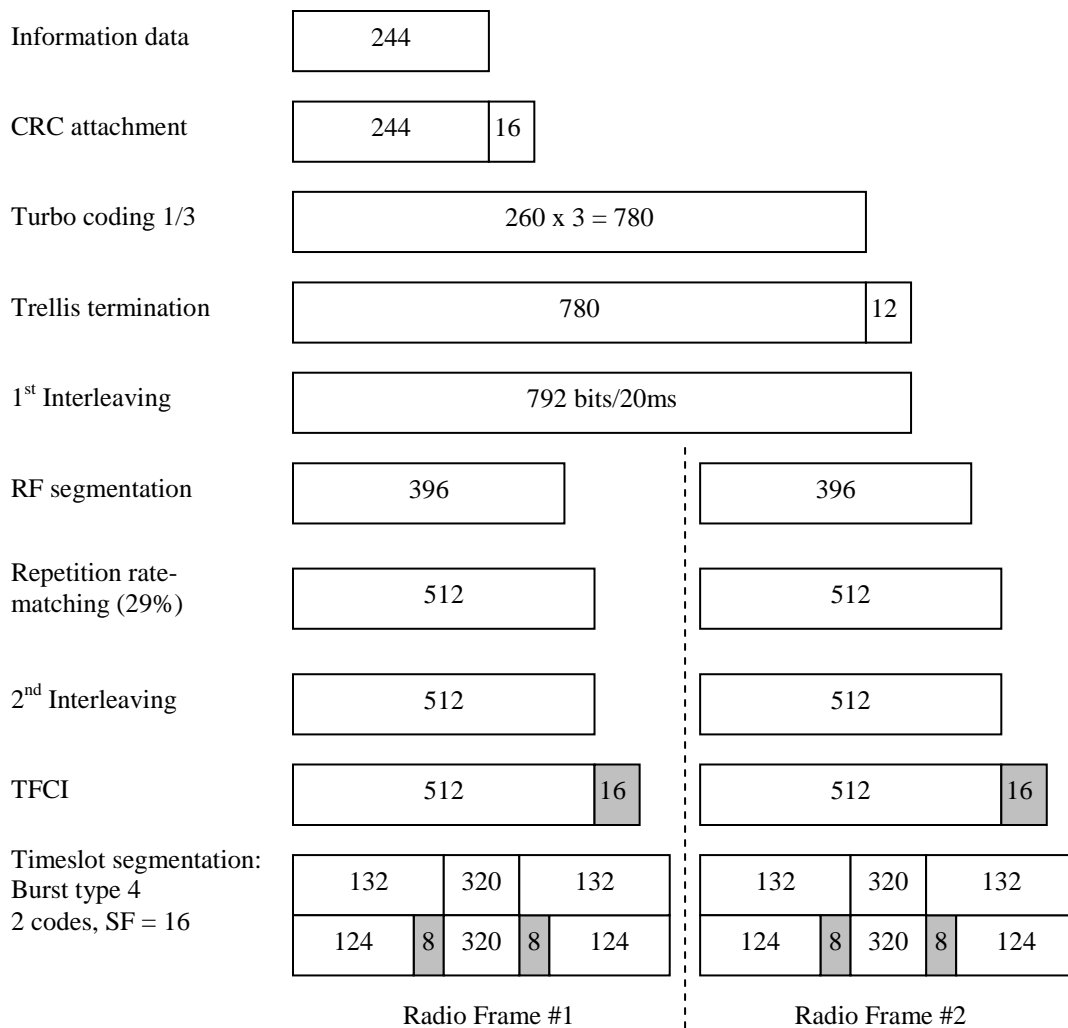 Information data
244
CRC attachment
244 16
Turbo coding 1/3
260 x 3 = 780
Trellis termination
780 12
1st Interleaving
792 bits/20ms
RF segmentation
396 396
Repetition rate-
matching (29%)
512 512
2nd Interleaving
512 512
TFCI
512 16 512 16
Timeslot segmentation:
Burst type 4
2 codes, SF = 16
132 320 132 132 320 132
124 8 320 8 124 124 8 320 8 124
Radio Frame #1 Radio Frame #2